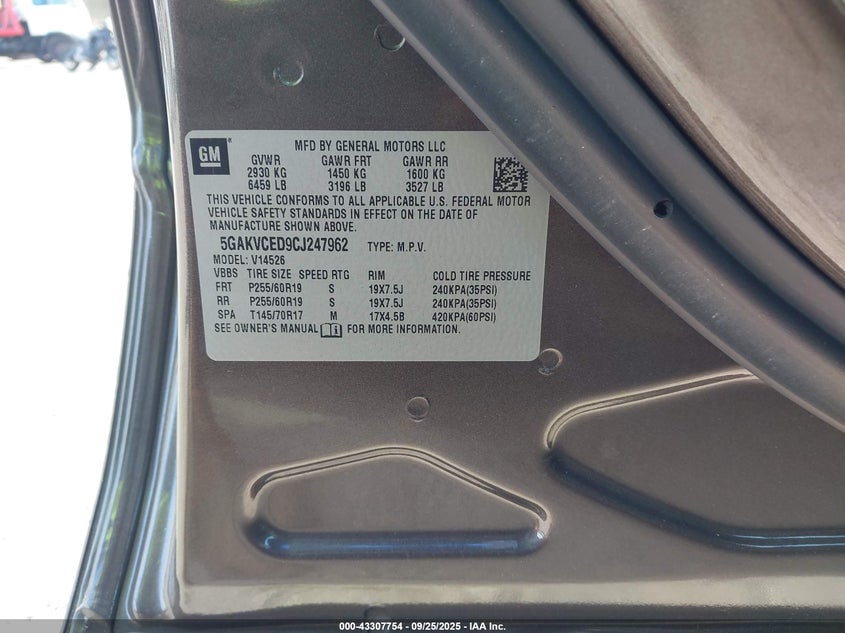 GM
MFD BY GENERAL MOTORS LLC
GVWR GAWR FRT GAWR RR
2930 KG 1450 KG 1600 KG
6459 LB 3196 LB 3527 LB
THIS VEHICLE CONFORMS TO ALL APPLICABLE U.S. FEDERAL MOTOR
VEHICLE SAFETY STANDARDS IN EFFECT ON THE DATE OF
MANUFACTURE SHOWN ABOVE.
5GAKVCED9CJ247962 TYPE: M.P.V.
MODEL: V14526
VBBS TIRE SIZE SPEED RTG RIM COLD TIRE PRESSURE
FRT P255/60R19 S 19X7.5J 240KPA(35PSI)
RR P255/60R19 S 19X7.5J 240KPA(35PSI)
SPA T145/70R17 M 17X4.5B 420KPA(60PSI)
SEE OWNER'S MANUAL FOR MORE INFORMATION.
000-43307754 - 09/25/2025 - IAA Inc.